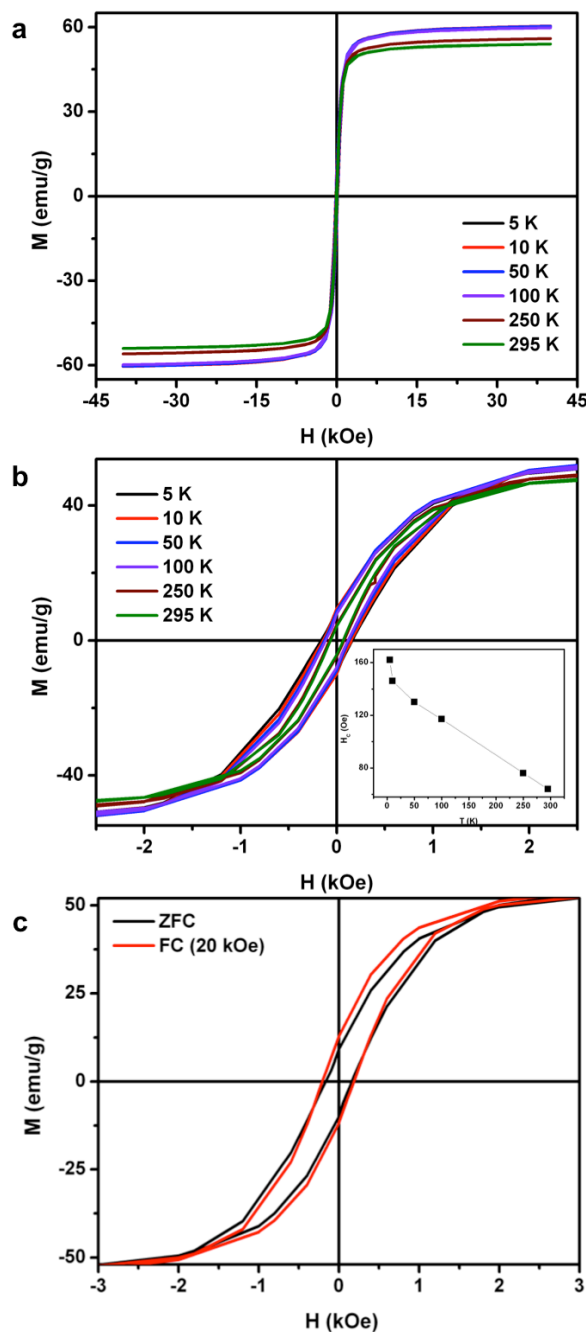 a
60
30
0
-30
-60
M (emu/g)
5 K
10 K
50 K
100 K
250 K
295 K
-45 -30 -15 0 15 30 45
H (kOe)
b
40
0
-40
M (emu/g)
5 K
10 K
50 K
100 K
250 K
295 K
160
120
80
Hc (Oe)
0 50 100 150 200 250 300
T (K)
-2 -1 0 1 2
H (kOe)
c
50
25
0
-25
-50
M (emu/g)
ZFC
FC (20 kOe)
-3 -2 -1 0 1 2 3
H (kOe)